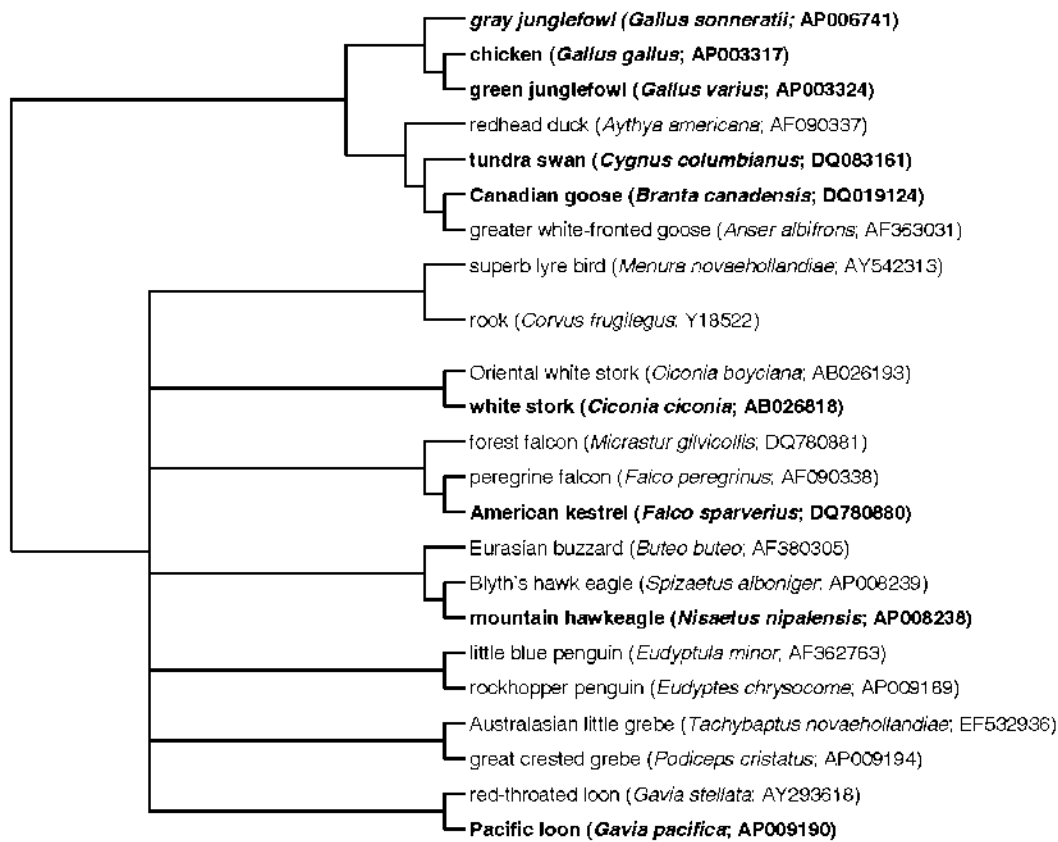 gray junglefowl (Gallus sonneratii; AP006741)
chicken (Gallus gallus; AP003317)
green junglefowl (Gallus varius; AP003324)
redhead duck (Aythya americana; AF090337)
tundra swan (Cygnus columbianus; DQ083161)
Canadian goose (Branta canadensis; DQ019124)
greater white-fronted goose (Anser albifrons; AF363031)
superb lyre bird (Menura novaehollandiae; AY542313)
rook (Corvus frugilegus: Y18522)
Oriental white stork (Ciconia boyciana; AB026193)
white stork (Ciconia ciconia; AB026818)
forest falcon (Micrastur gilvicollis; DQ780881)
peregrine falcon (Falco peregrinus; AF090338)
American kestrel (Falco sparverius; DQ780880)
Eurasian buzzard (Buteo buteo; AF380305)
Blyth's hawk eagle (Spizaetus alboniger: AP008239)
mountain hawkeagle (Nisaetus nipalensis; AP008238)
little blue penguin (Eudyptula minor; AF362763)
rockhopper penguin (Eudyptes chrysocome; AP009189)
Australasian little grebe (Tachybaptus novaehollandiae; EF532936)
great crested grebe (Podiceps cristatus; AP009194)
red-throated loon (Gavia stellata: AY293618)
Pacific loon (Gavia pacifica; AP009190)